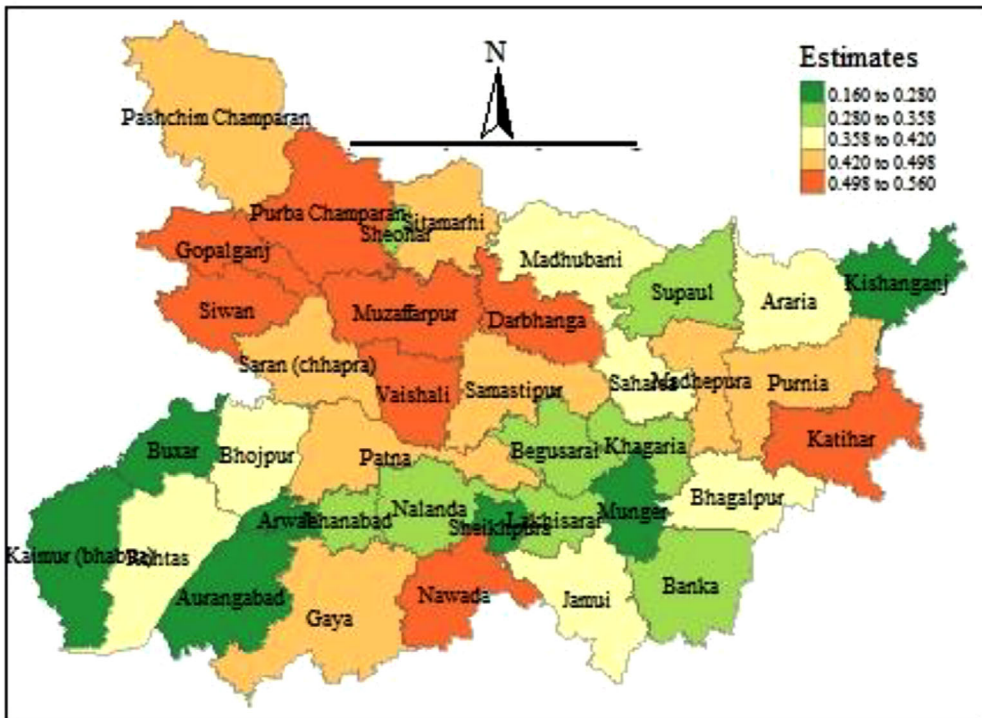 N
Estimates
0.160 to 0.280
0.280 to 0.358
0.358 to 0.420
0.420 to 0.498
0.498 to 0.560
Pashchim Champaran
Purba Champaran
Sheohar
Sitamarhi
Gopalganj
Madhubani
Kishanganj
Supaul
Araria
Siwan
Muzaffarpur
Darbhanga
Saran (chhapra)
Vaishali
Samastipur
Saharsa
Madhepura
Purnia
Katihar
Buxar
Bhojpur
Patna
Begusarai
Khagaria
Bhagalpur
Nalanda
Arwal
Jehanabad
Sheikhpura
Lakhisarai
Munger
Kaimur (bhabua)
Rohtas
Aurangabad
Gaya
Nawada
Jamui
Banka